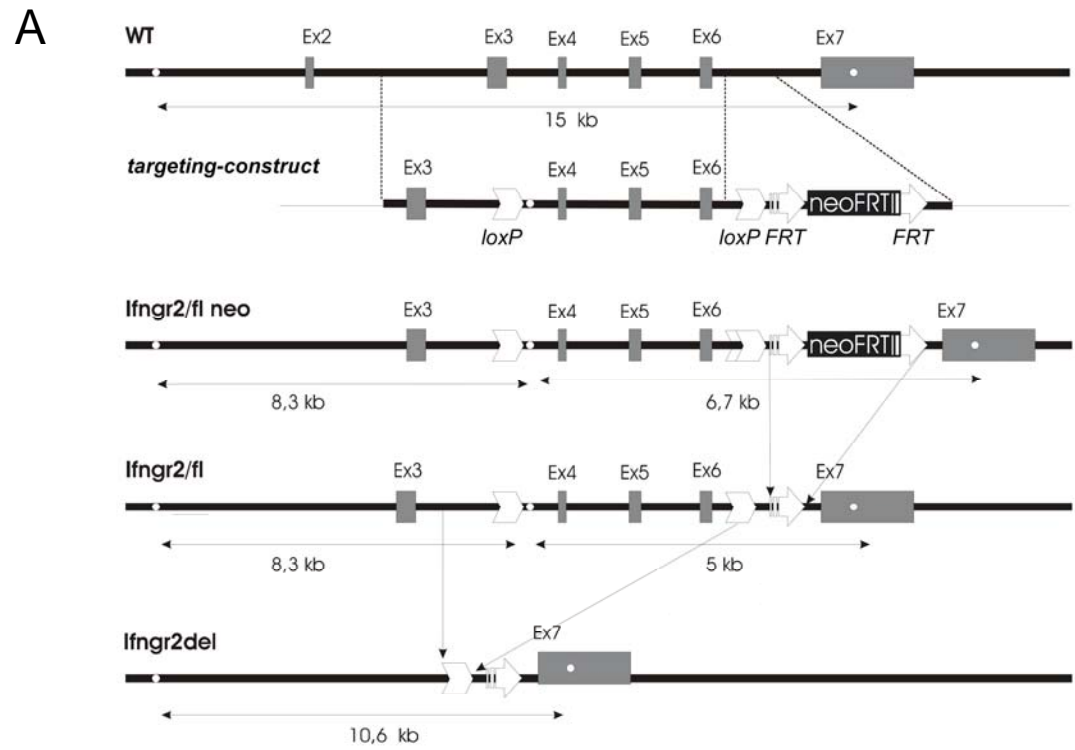 A
WT Ex2 Ex3 Ex4 Ex5 Ex6 Ex7
15 kb
targeting-construct Ex3 Ex4 Ex5 Ex6
neoFRT
loxP loxP FRT FRT
Ifngr2/fl neo Ex3 Ex4 Ex5 Ex6 Ex7
neoFRT
8,3 kb 6,7 kb
Ifngr2/fl Ex3 Ex4 Ex5 Ex6 Ex7
8,3 kb 5 kb
Ifngr2del Ex7
10,6 kb